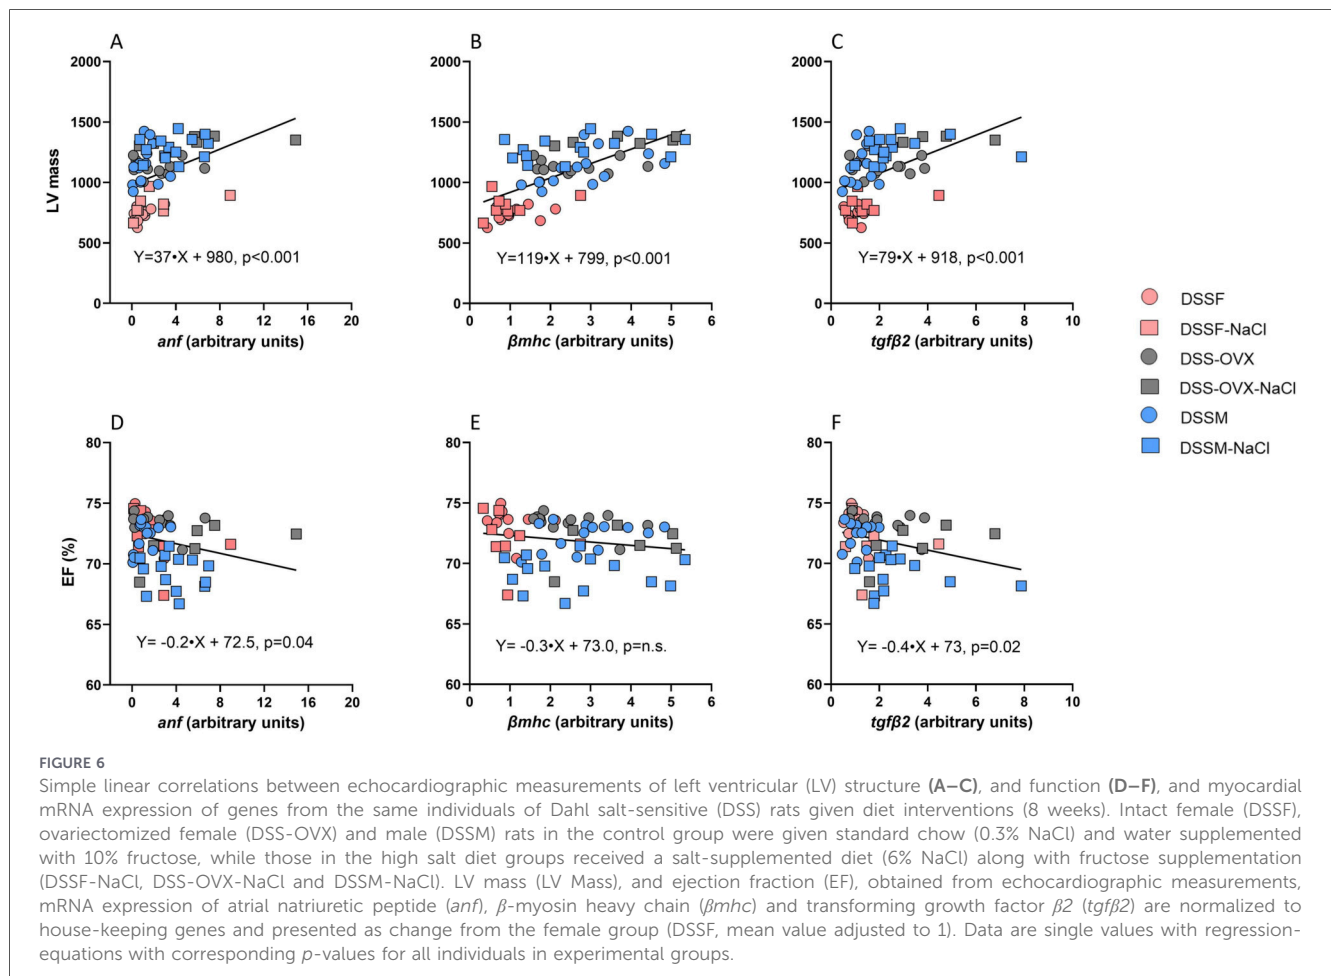 A
B
C
2000
1500
1000
500
0
LV mass
Y=37•X + 980, p<0.001
0 4 8 12 16 20
anf (arbitrary units)
2000
1500
1000
500
0
Y=119•X + 799, p<0.001
0 1 2 3 4 5 6
βmhc (arbitrary units)
2000
1500
1000
500
0
Y=79•X + 918, p<0.001
0 2 4 6 8 10
tgfβ2 (arbitrary units)
DSSF
DSSF-NaCl
DSS-OVX
DSS-OVX-NaCl
DSSM
DSSM-NaCl
D
E
F
80
75
70
65
60
EF (%)
Y= -0.2•X + 72.5, p=0.04
0 4 8 12 16 20
anf (arbitrary units)
80
75
70
65
60
Y= -0.3•X + 73.0, p=n.s.
0 1 2 3 4 5 6
βmhc (arbitrary units)
80
75
70
65
60
Y= -0.4•X + 73, p=0.02
0 2 4 6 8 10
tgfβ2 (arbitrary units)
FIGURE 6
Simple linear correlations between echocardiographic measurements of left ventricular (LV) structure (A–C), and function (D–F), and myocardial
mRNA expression of genes from the same individuals of Dahl salt-sensitive (DSS) rats given diet interventions (8 weeks). Intact female (DSSF),
ovariectomized female (DSS-OVX) and male (DSSM) rats in the control group were given standard chow (0.3% NaCl) and water supplemented
with 10% fructose, while those in the high salt diet groups received a salt-supplemented diet (6% NaCl) along with fructose supplementation
(DSSF-NaCl, DSS-OVX-NaCl and DSSM-NaCl). LV mass (LV Mass), and ejection fraction (EF), obtained from echocardiographic measurements,
mRNA expression of atrial natriuretic peptide (anf), β-myosin heavy chain (βmhc) and transforming growth factor β2 (tgfβ2) are normalized to
house-keeping genes and presented as change from the female group (DSSF, mean value adjusted to 1). Data are single values with regression-
equations with corresponding p-values for all individuals in experimental groups.